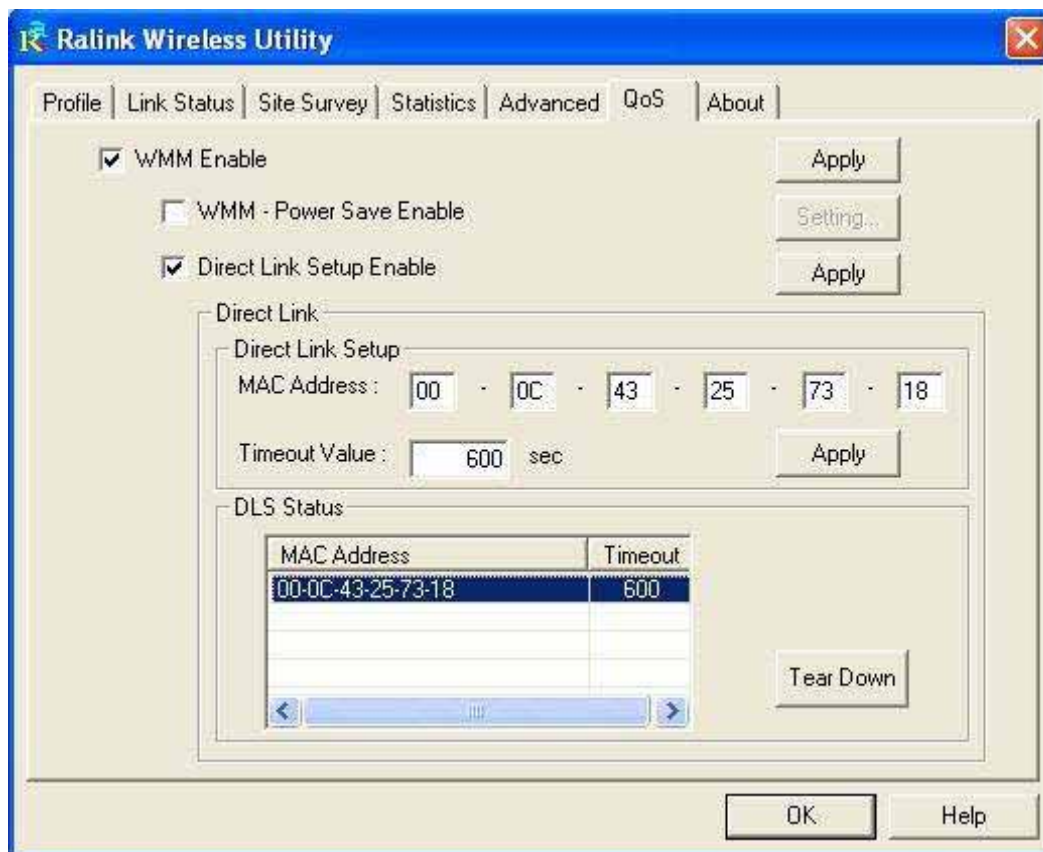 Ralink Wireless Utility
Profile Link Status Site Survey Statistics Advanced QoS About
WMM Enable Apply
WMM - Power Save Enable Setting...
Direct Link Setup Enable Apply
Direct Link
Direct Link Setup
MAC Address : 00 - 0C - 43 - 25 - 73 - 18
Timeout Value : 600 sec Apply
DLS Status
MAC Address Timeout
00-0C-43-25-73-18 600
Tear Down
OK Help